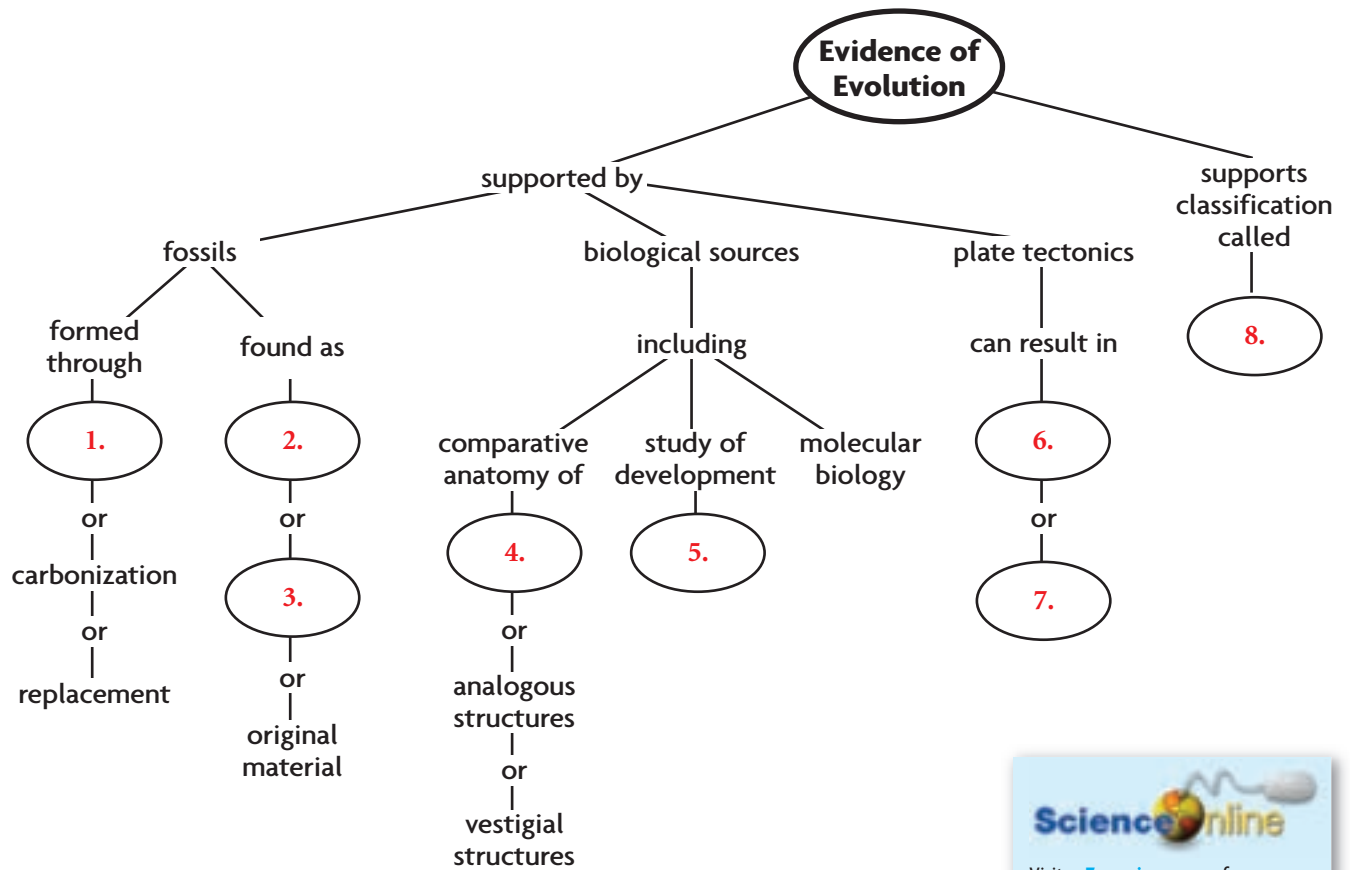 Evidence of
Evolution
supported by
supports
classification
called
fossils
biological sources
plate tectonics
formed
through
found as
including
can result in
8.
1.
2.
comparative
anatomy of
study of
development
molecular
biology
6.
or
or
4.
5.
or
carbonization
3.
7.
or
or
or
replacement
original
material
analogous
structures
or
vestigial
structures
Science Online